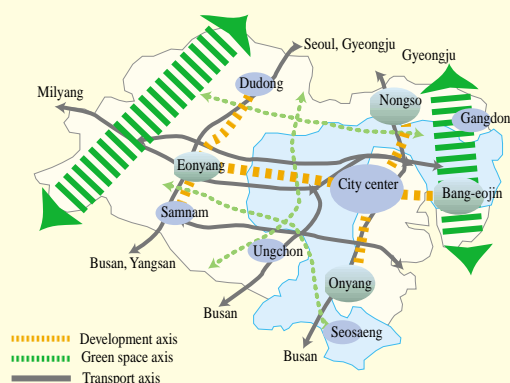 Seoul, Gyeongju
Gyeongju
Dudong
Milyang
Nongso
Gangdon
Eonyang
City center
Bang-eojin
Samnam
Ungchon
Busan, Yangsan
Onyang
Busan
Seosaeng
Busan
Development axis
Green space axis
Transport axis